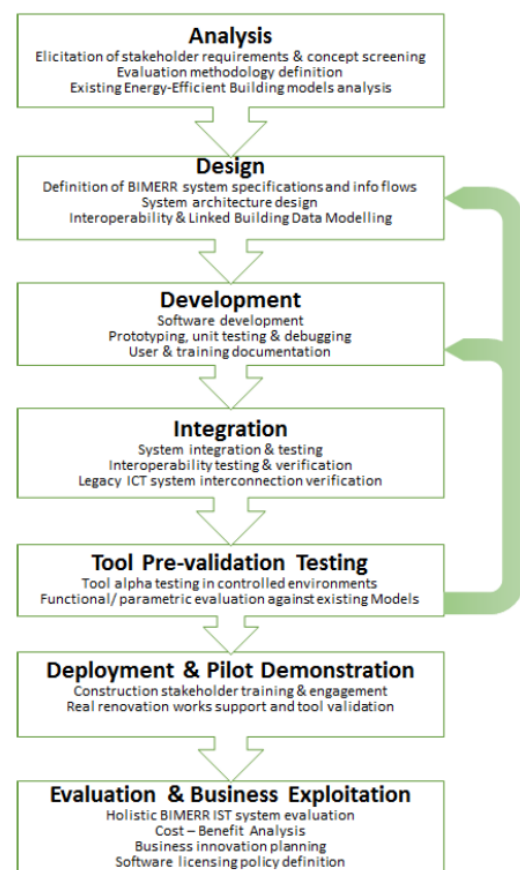 Analysis
Elicitation of stakeholder requirements & concept screening
Evaluation methodology definition
Existing Energy-Efficient Building models analysis
Design
Definition of BIMERR system specifications and info flows
System architecture design
Interoperability & Linked Building Data Modelling
Development
Software development
Prototyping, unit testing & debugging
User & training documentation
Integration
System integration & testing
Interoperability testing & verification
Legacy ICT system interconnection verification
Tool Pre-validation Testing
Tool alpha testing in controlled environments
Functional/ parametric evaluation against existing Models
Deployment & Pilot Demonstration
Construction stakeholder training & engagement
Real renovation works support and tool validation
Evaluation & Business Exploitation
Holistic BIMERR IST system evaluation
Cost – Benefit Analysis
Business innovation planning
Software licensing policy definition